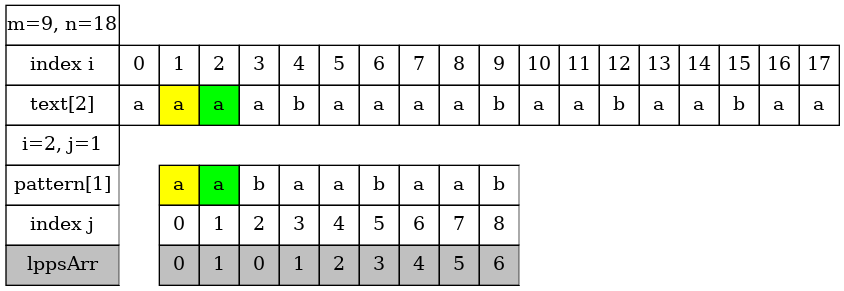 m=9, n=18
index i 0 1 2 3 4 5 6 7 8 9 10 11 12 13 14 15 16 17
text[2] a a a a b a a a a b a a b a a b a a
i=2, j=1
pattern[1] a a b a a b a a b
index j 0 1 2 3 4 5 6 7 8
lppsArr 0 1 0 1 2 3 4 5 6